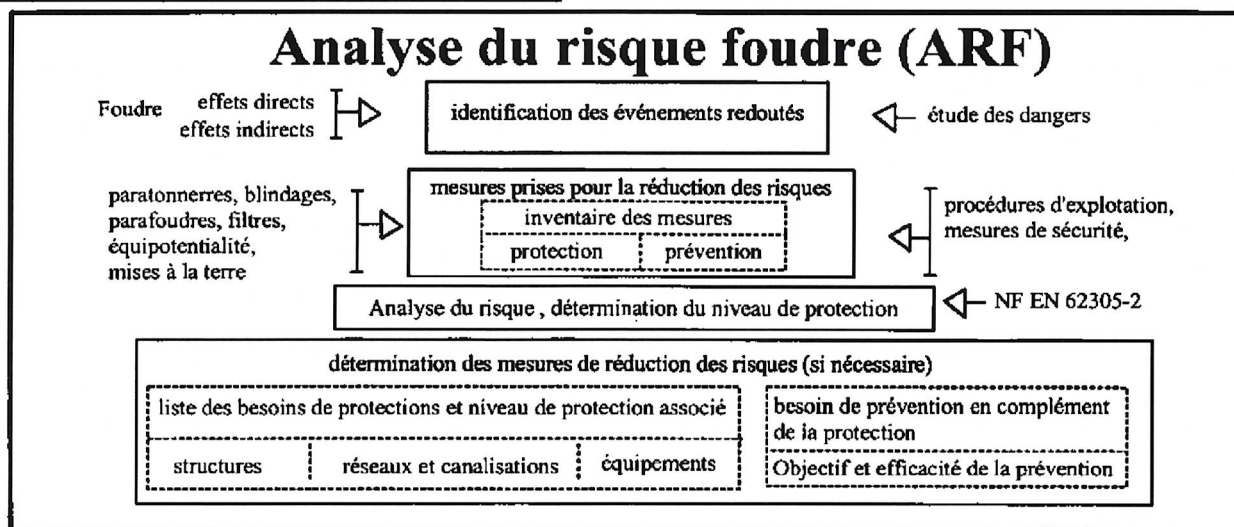 Analyse du risque foudre (ARF)
Foudre
effets directs
effets indirects
identification des événements redoutés
étude des dangers
paratonnerres, blindages,
parafoudres, filtres,
équipotentialité,
mises à la terre
mesures prises pour la réduction des risques
inventaire des mesures
protection
prévention
procédures d'explotation,
mesures de sécurité,
Analyse du risque , détermination du niveau de protection
NF EN 62305-2
détermination des mesures de réduction des risques (si nécessaire)
liste des besoins de protections et niveau de protection associé
structures
réseaux et canalisations
équipements
besoin de prévention en complément
de la protection
Objectif et efficacité de la prévention